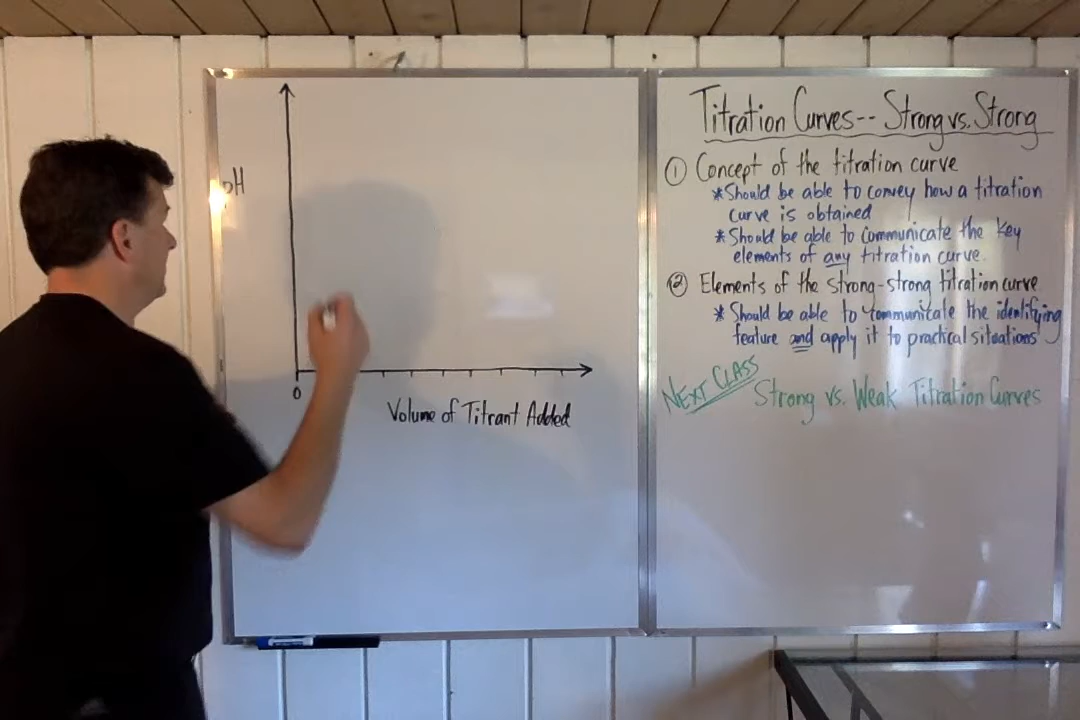 pH
0
Volume of Titrant Added
Titration Curves-- Strong vs. Strong
① Concept of the titration curve
*Should be able to convey how a titration
curve is obtained
*Should be able to communicate the key
elements of any titration curve.
② Elements of the strong-strong titration curve
*Should be able to communicate the identifying
feature and apply it to practical situations
NEXT CLASS Strong vs. Weak Titration Curves